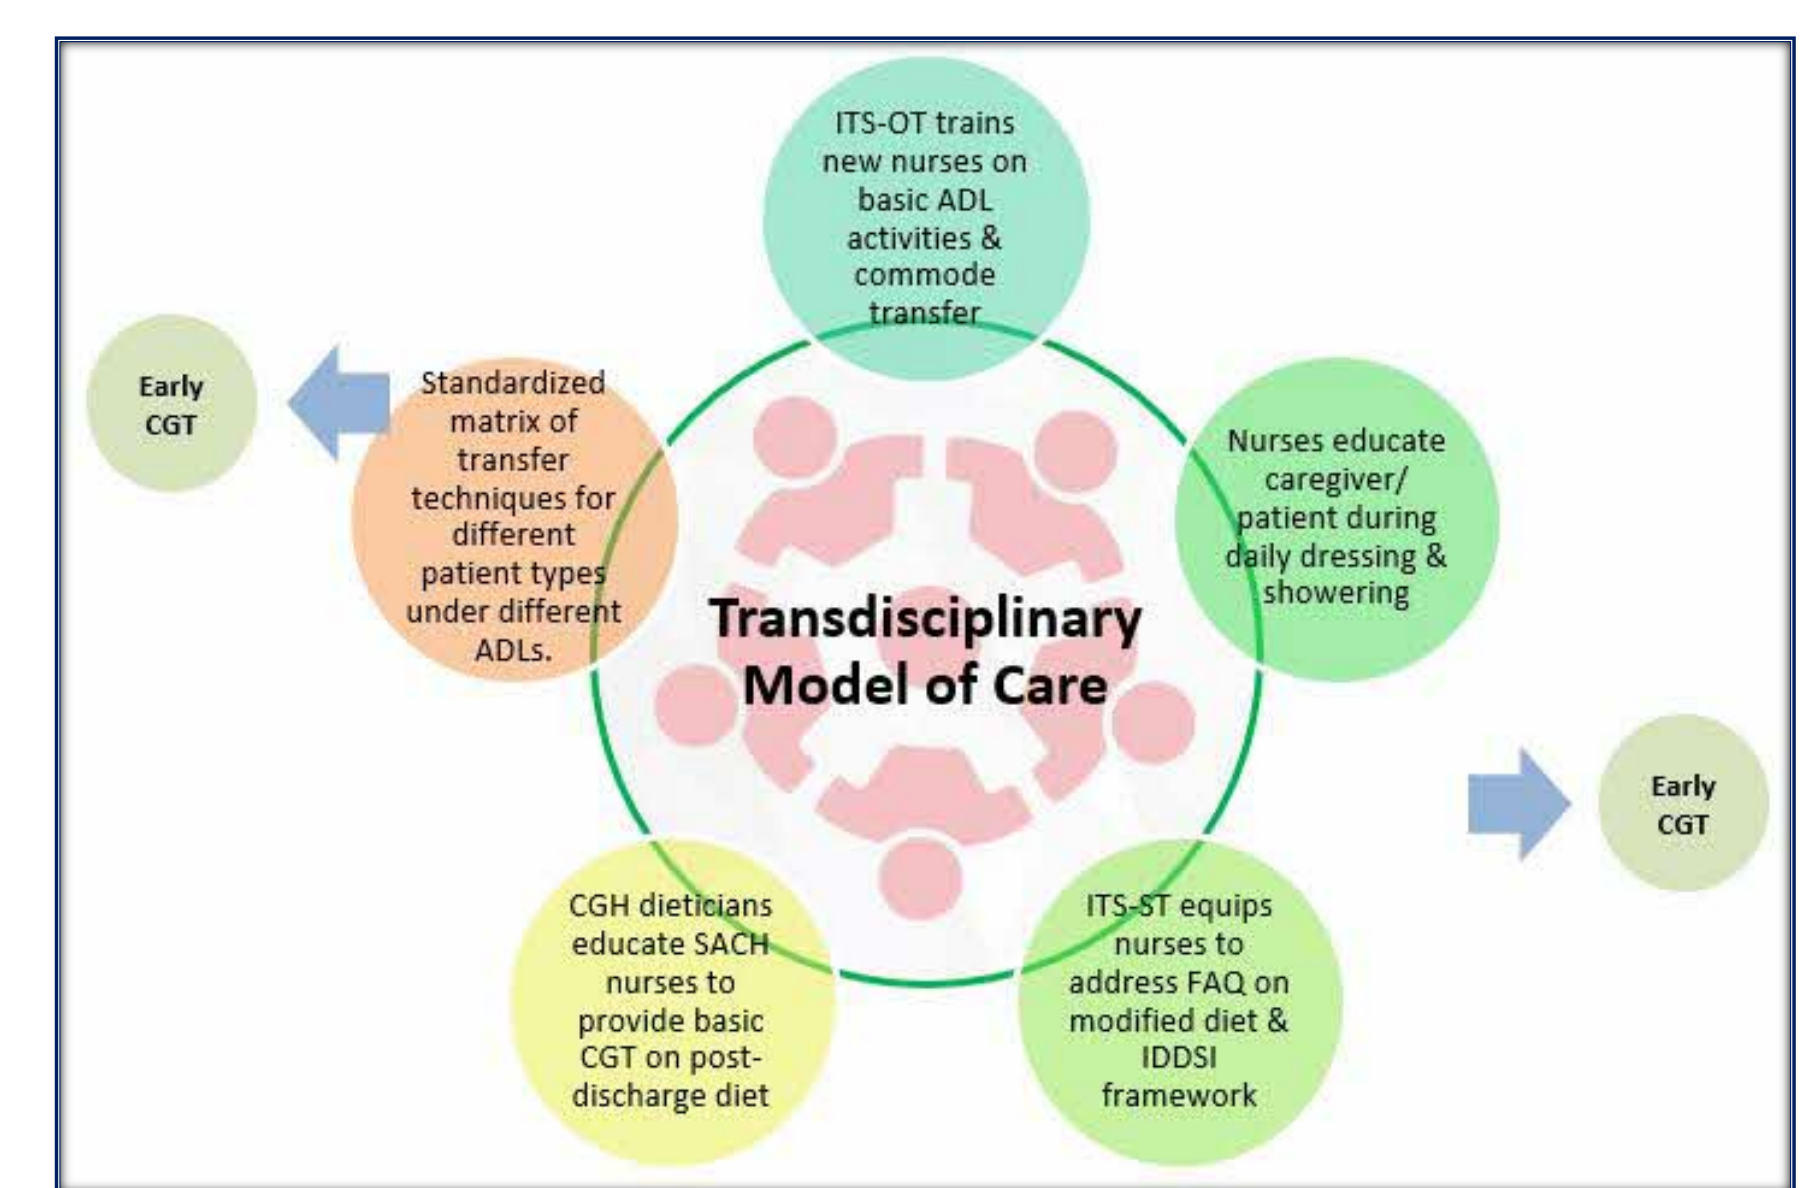 ITS-OT trains
new nurses on
basic ADL
activities &
commode
transfer
Early
CGT
Standardized
matrix of
transfer
techniques for
different
patient types
under different
ADLs.
Nurses educate
caregiver/
patient during
daily dressing &
showering
Transdisciplinary
Model of Care
Early
CGT
CGH dieticians
educate SACH
nurses to
provide basic
CGT on post-
discharge diet
ITS-ST equips
nurses to
address FAQ on
modified diet &
IDDSI
framework